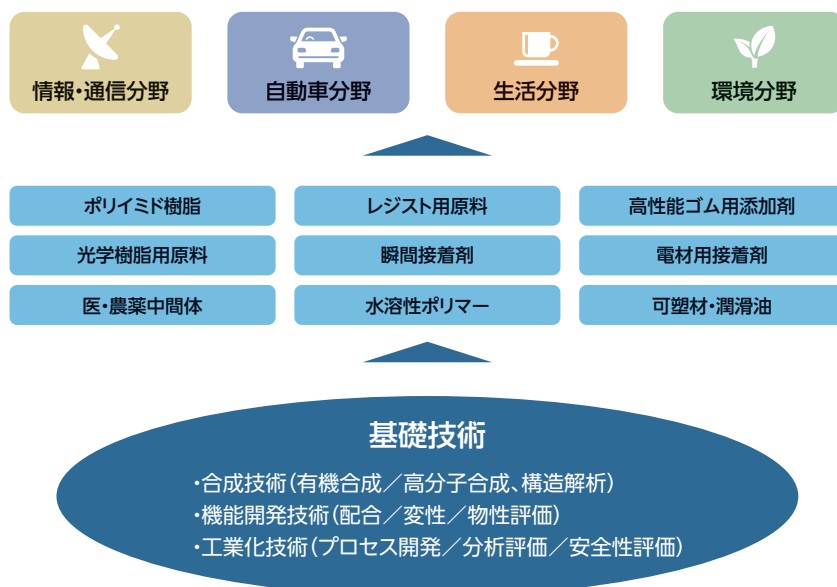 情報・通信分野
自動車分野
生活分野
環境分野
ポリイミド樹脂
レジスト用原料
高性能ゴム用添加剤
光学樹脂用原料
瞬間接着剤
電材用接着剤
医・農薬中間体
水溶性ポリマー
可塑材・潤滑油
基礎技術
・合成技術(有機合成／高分子合成、構造解析)
・機能開発技術(配合／変性／物性評価)
・工業化技術(プロセス開発／分析評価／安全性評価)